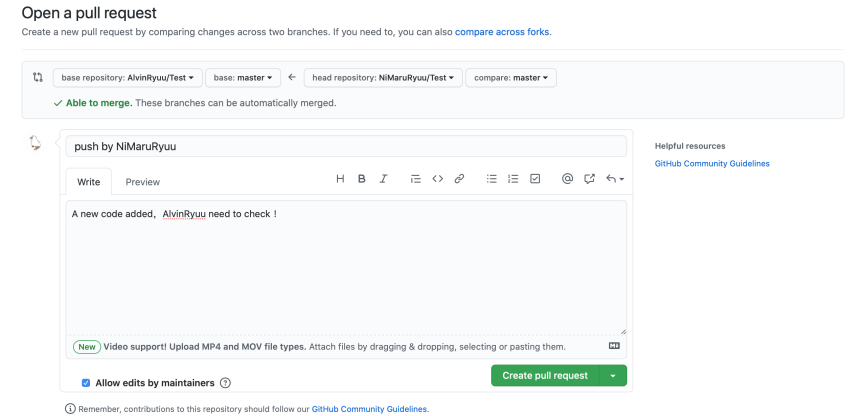 Open a pull request
Create a new pull request by comparing changes across two branches. If you need to, you can also compare across forks.
base repository: AlvinRyuu/Test base: master head repository: NiMaruRyuu/Test compare: master
Able to merge. These branches can be automatically merged.
push by NiMaruRyuu
Write Preview
A new code added，AlvinRyuu need to check！
New Video support! Upload MP4 and MOV file types. Attach files by dragging & dropping, selecting or pasting them.
Allow edits by maintainers
Create pull request
Remember, contributions to this repository should follow our GitHub Community Guidelines.
Helpful resources
GitHub Community Guidelines